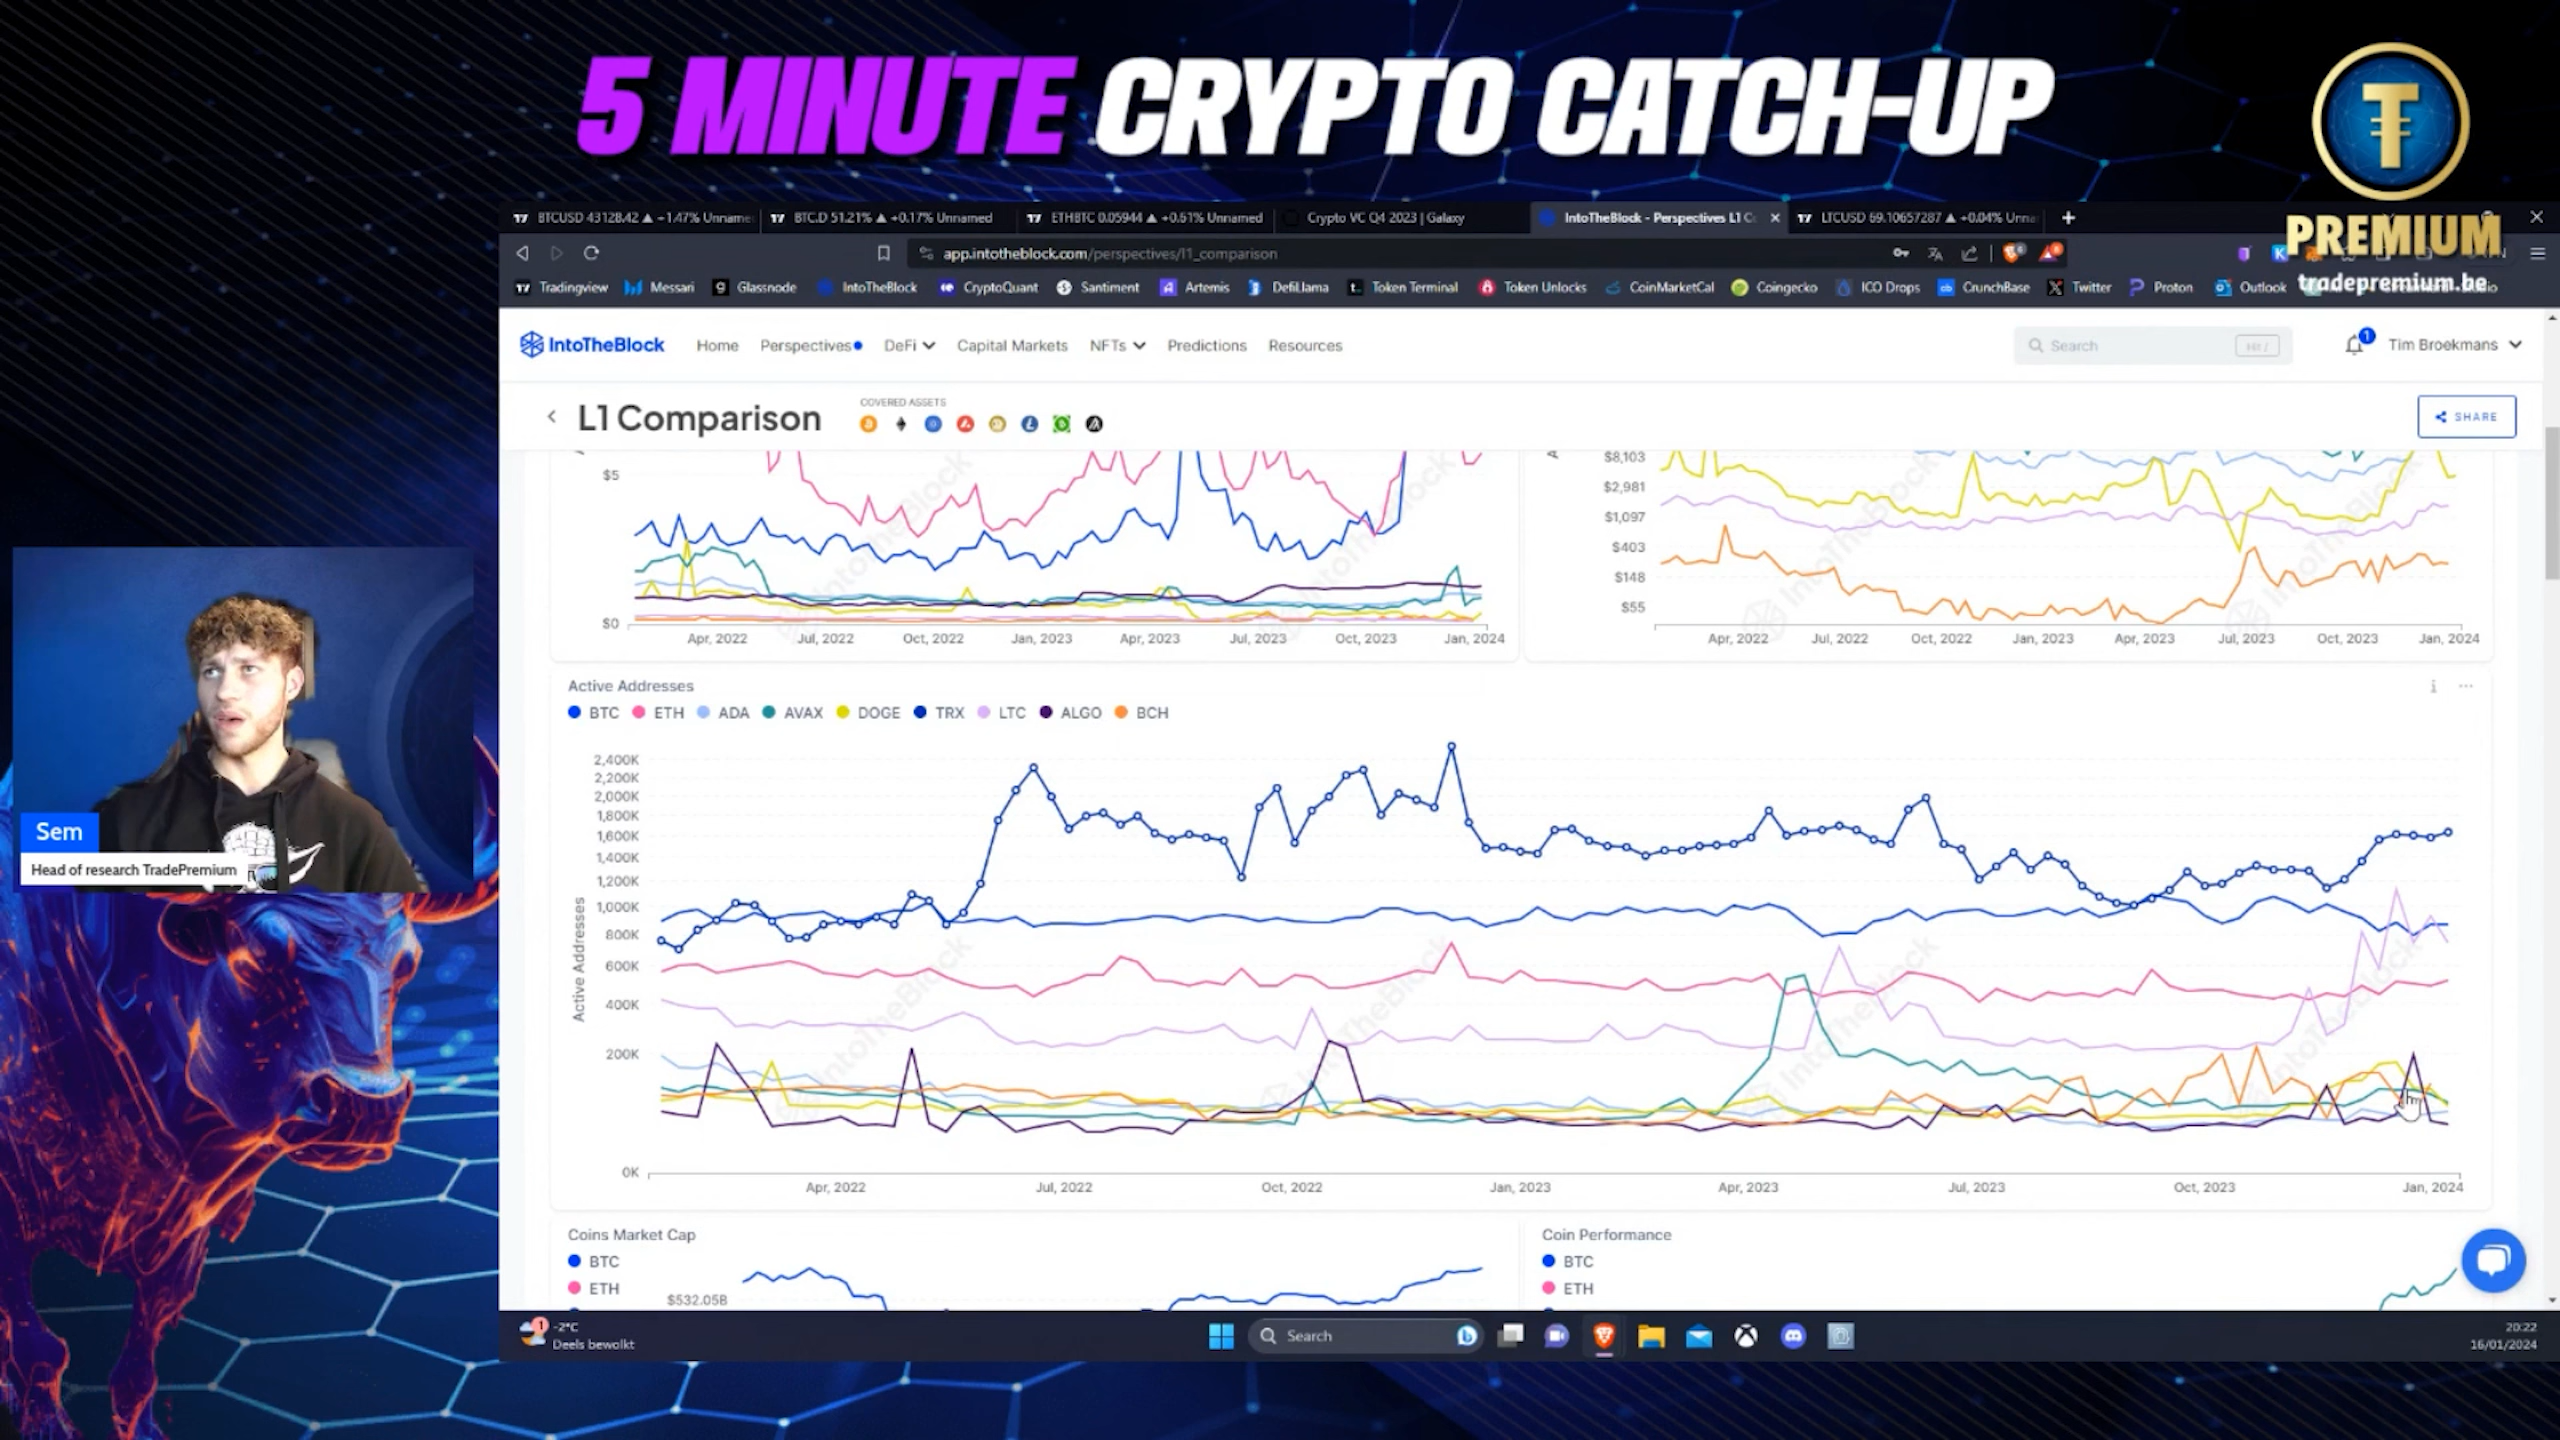 5 MINUTE CRYPTO CATCH-UP
T
PREMIUM
tradepremium.be
BTCUSD 43128.42 ▲ +1.47% Unname
BTC.D 51.21% ▲ +0.17% Unnamed
ETHBTC 0.05944 ▲ +0.51% Unnamed
Crypto VC Q4 2023 | Galaxy
IntoTheBlock - Perspectives L1 C
LTCUSD 69.10657287 ▲ +0.04% Unna
app.intotheblock.com/perspectives/l1_comparison
Tradingview Messari Glassnode IntoTheBlock CryptoQuant Santiment Artemis DefiLlama Token Terminal Token Unlocks CoinMarketCal Coingecko ICO Drops CrunchBase Twitter Proton Outlook
IntoTheBlock
Home Perspectives DeFi Capital Markets NFTs Predictions Resources
Search
Hit /
1
Tim Broekmans
L1 Comparison
COVERED ASSETS
SHARE
$5
$0
Apr, 2022 Jul, 2022 Oct, 2022 Jan, 2023 Apr, 2023 Jul, 2023 Oct, 2023 Jan, 2024
$8,103
$2,981
$1,097
$403
$148
$55
Apr, 2022 Jul, 2022 Oct, 2022 Jan, 2023 Apr, 2023 Jul, 2023 Oct, 2023 Jan, 2024
Active Addresses
BTC ETH ADA AVAX DOGE TRX LTC ALGO BCH
2,400K
2,200K
2,000K
1,800K
1,600K
1,400K
1,200K
1,000K
800K
600K
400K
200K
0K
Active Addresses
IntoTheBlock IntoTheBlock IntoTheBlock IntoTheBlock
Apr, 2022 Jul, 2022 Oct, 2022 Jan, 2023 Apr, 2023 Jul, 2023 Oct, 2023 Jan, 2024
Coins Market Cap
BTC
ETH
$532.05B
Coin Performance
BTC
ETH
Sem
Head of research TradePremium
1
-2°C
Deels bewolkt
Search
20:22
16/01/2024